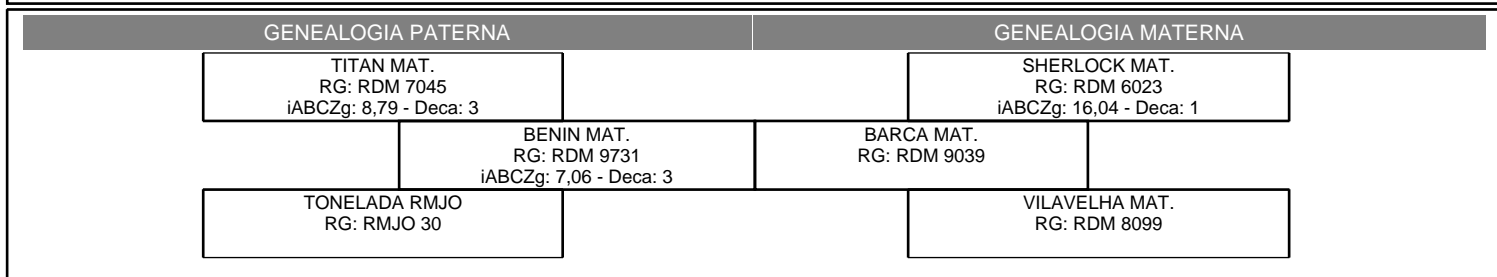 GENEALOGIA PATERNA
GENEALOGIA MATERNA
TITAN MAT.
RG: RDM 7045
iABCZg: 8,79 - Deca: 3
SHERLOCK MAT.
RG: RDM 6023
iABCZg: 16,04 - Deca: 1
BENIN MAT.
RG: RDM 9731
iABCZg: 7,06 - Deca: 3
BARCA MAT.
RG: RDM 9039
TONELADA RMJO
RG: RMJO 30
VILAVELHA MAT.
RG: RDM 8099